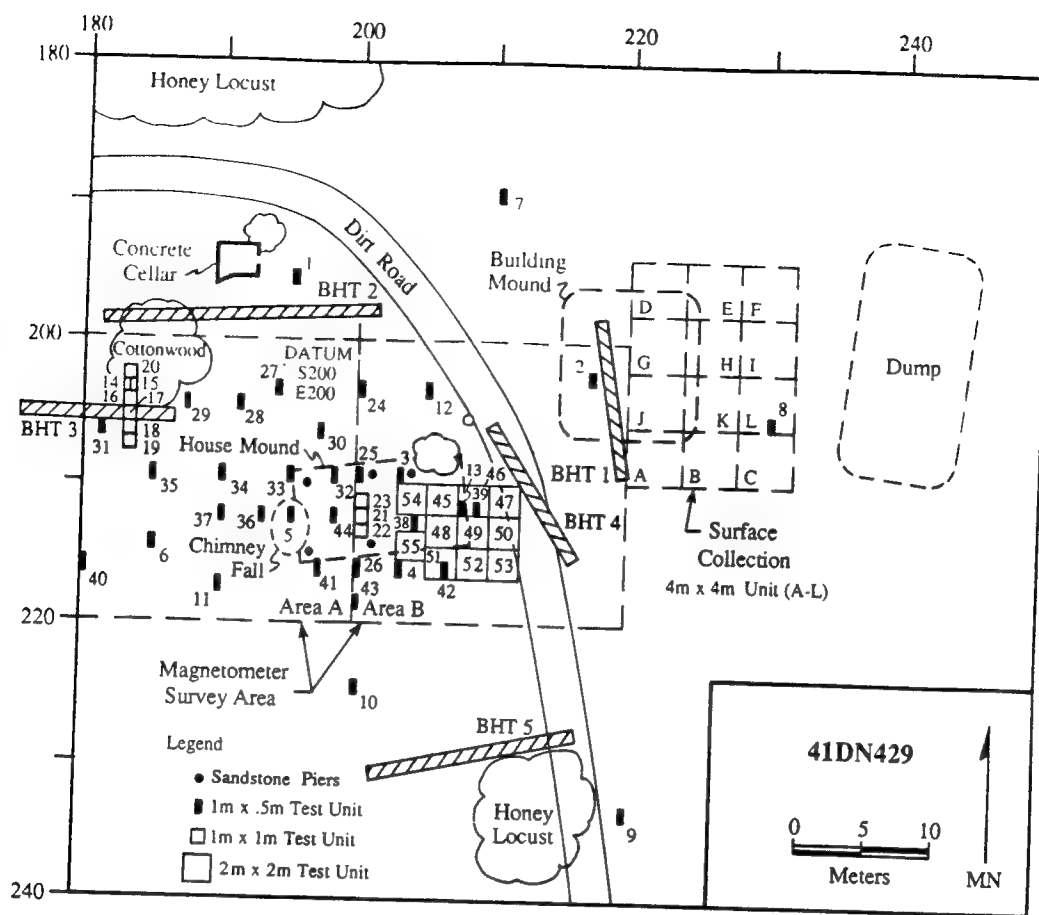 180
200
220
240
180
Honey Locust
7
Dirt Road
Concrete
Cellar
1
Building
Mound
BHT 2
D
E
F
200
Cottonwood
20
DATUM
S200
E200
14
15
27
2
G
H
I
Dump
16
17
29
28
24
12
8
BHT 3
31
18
19
30
J
K
L
House Mound
25
3
13
46
BHT 1
A
B
C
35
34
33
32
23
54
45
5
39
47
BHT 4
37
36
5
44
21
38
48
49
50
22
Surface
Collection
4m x 4m Unit (A-L)
6
Chimney
Fall
55
51
52
53
40
41
26
4
42
11
43
Area A
Area B
220
Magnetometer
Survey Area
10
Legend
BHT 5
Sandstone Piers
1m x .5m Test Unit
1m x 1m Test Unit
2m x 2m Test Unit
Honey
Locust
9
41DN429
0
5
10
Meters
MN
240